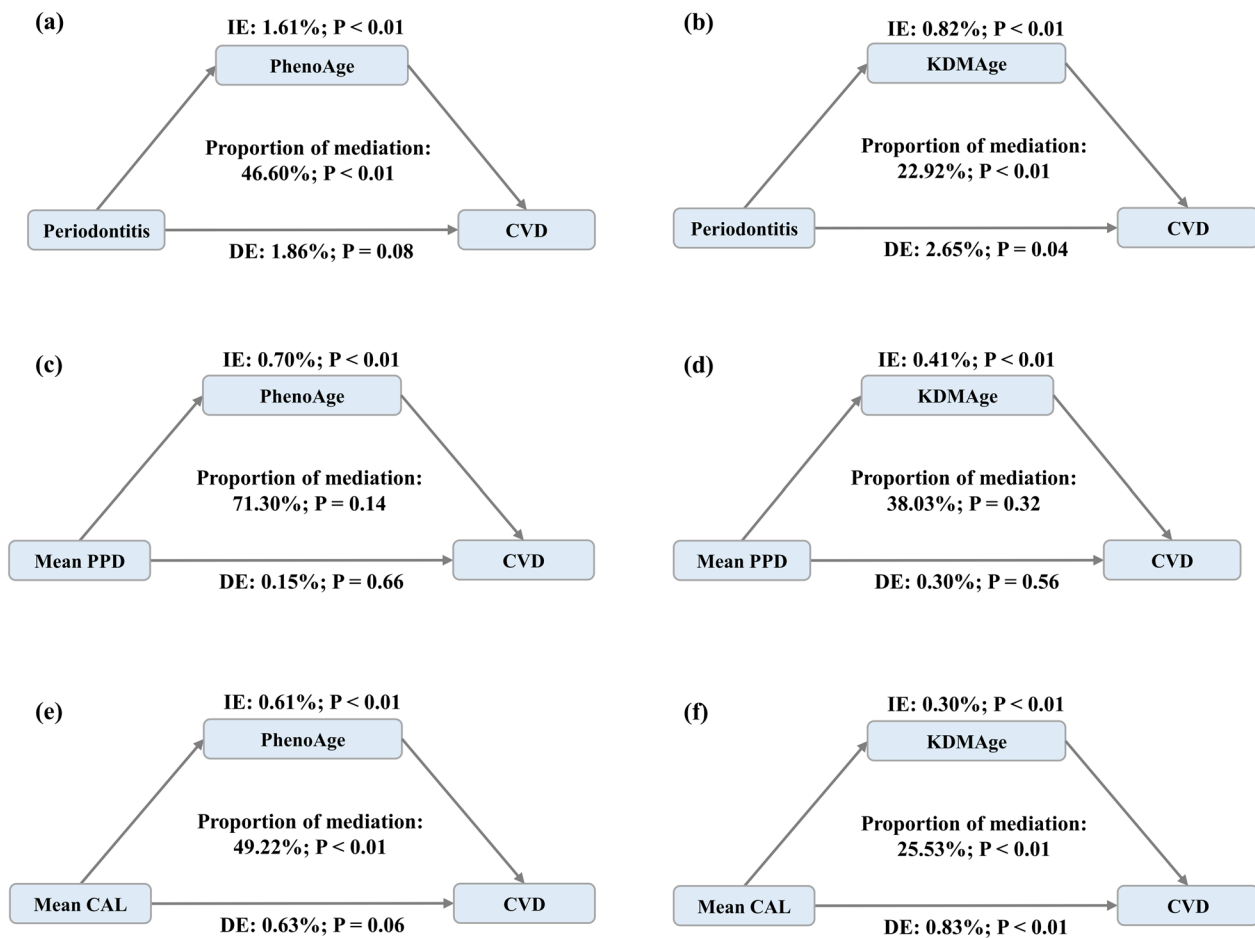 (a)
IE: 1.61%; P < 0.01
PhenoAge
Proportion of mediation:
46.60%; P < 0.01
Periodontitis
CVD
DE: 1.86%; P = 0.08
(b)
IE: 0.82%; P < 0.01
KDMAge
Proportion of mediation:
22.92%; P < 0.01
Periodontitis
CVD
DE: 2.65%; P = 0.04
(c)
IE: 0.70%; P < 0.01
PhenoAge
Proportion of mediation:
71.30%; P = 0.14
Mean PPD
CVD
DE: 0.15%; P = 0.66
(d)
IE: 0.41%; P < 0.01
KDMAge
Proportion of mediation:
38.03%; P = 0.32
Mean PPD
CVD
DE: 0.30%; P = 0.56
(e)
IE: 0.61%; P < 0.01
PhenoAge
Proportion of mediation:
49.22%; P < 0.01
Mean CAL
CVD
DE: 0.63%; P = 0.06
(f)
IE: 0.30%; P < 0.01
KDMAge
Proportion of mediation:
25.53%; P < 0.01
Mean CAL
CVD
DE: 0.83%; P < 0.01